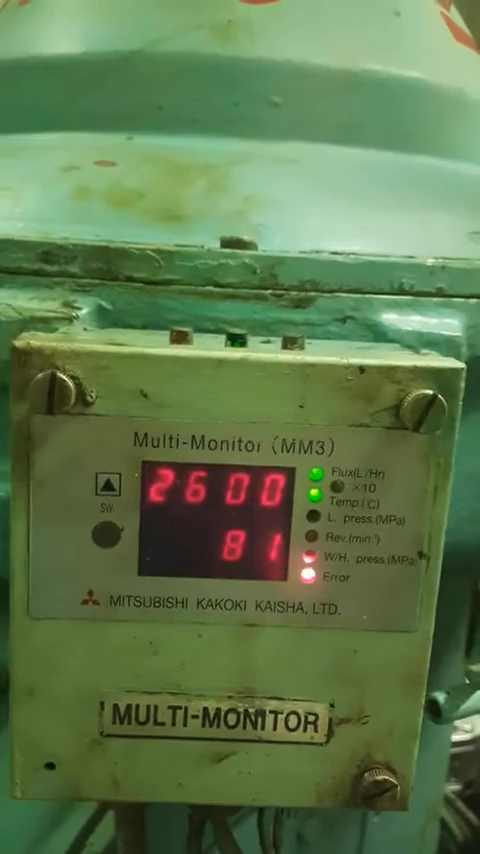 Multi-Monitor (MM3)
2600
81
SW
Flux(L/Hr)
×10
Temp.(C)
L. press.(MPa)
Rev.(min⁻¹)
W/H. press.(MPa)
Error
MITSUBISHI KAKOKI KAISHA, LTD.
MULTI-MONITOR